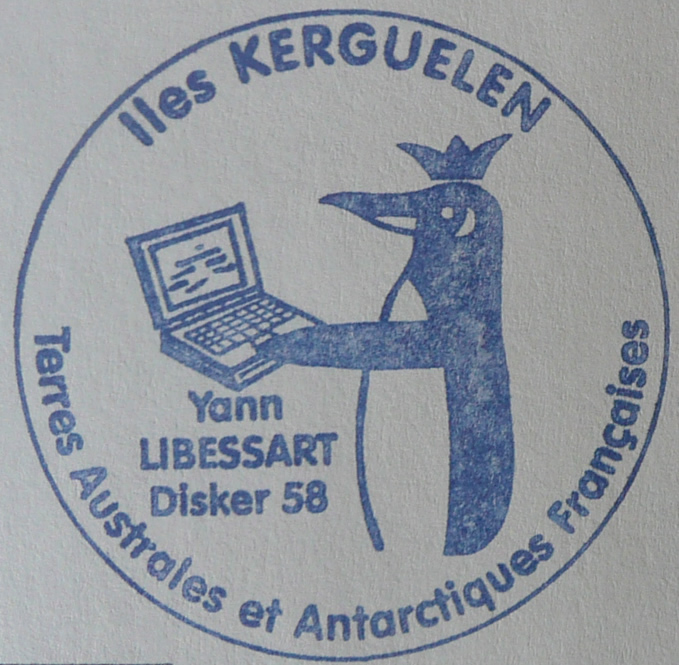 Iles KERGUELEN
Yann
LIBESSART
Disker 58
Terres Australes et Antarctiques Françaises